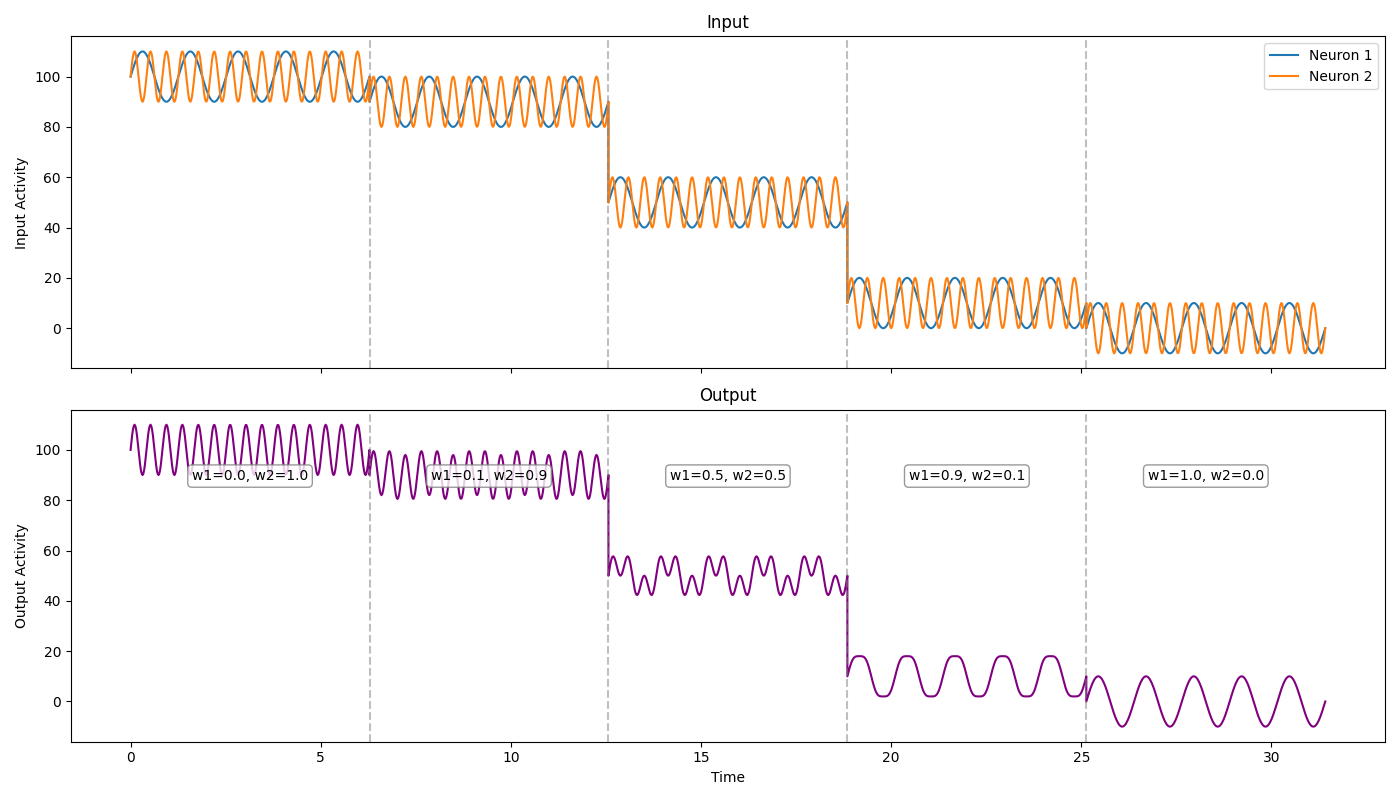 Input
Neuron 1
Neuron 2
Input Activity
100
80
60
40
20
0
Output
Output Activity
100
80
60
40
20
0
w1=0.0, w2=1.0
w1=0.1, w2=0.9
w1=0.5, w2=0.5
w1=0.9, w2=0.1
w1=1.0, w2=0.0
0 5 10 15 20 25 30
Time